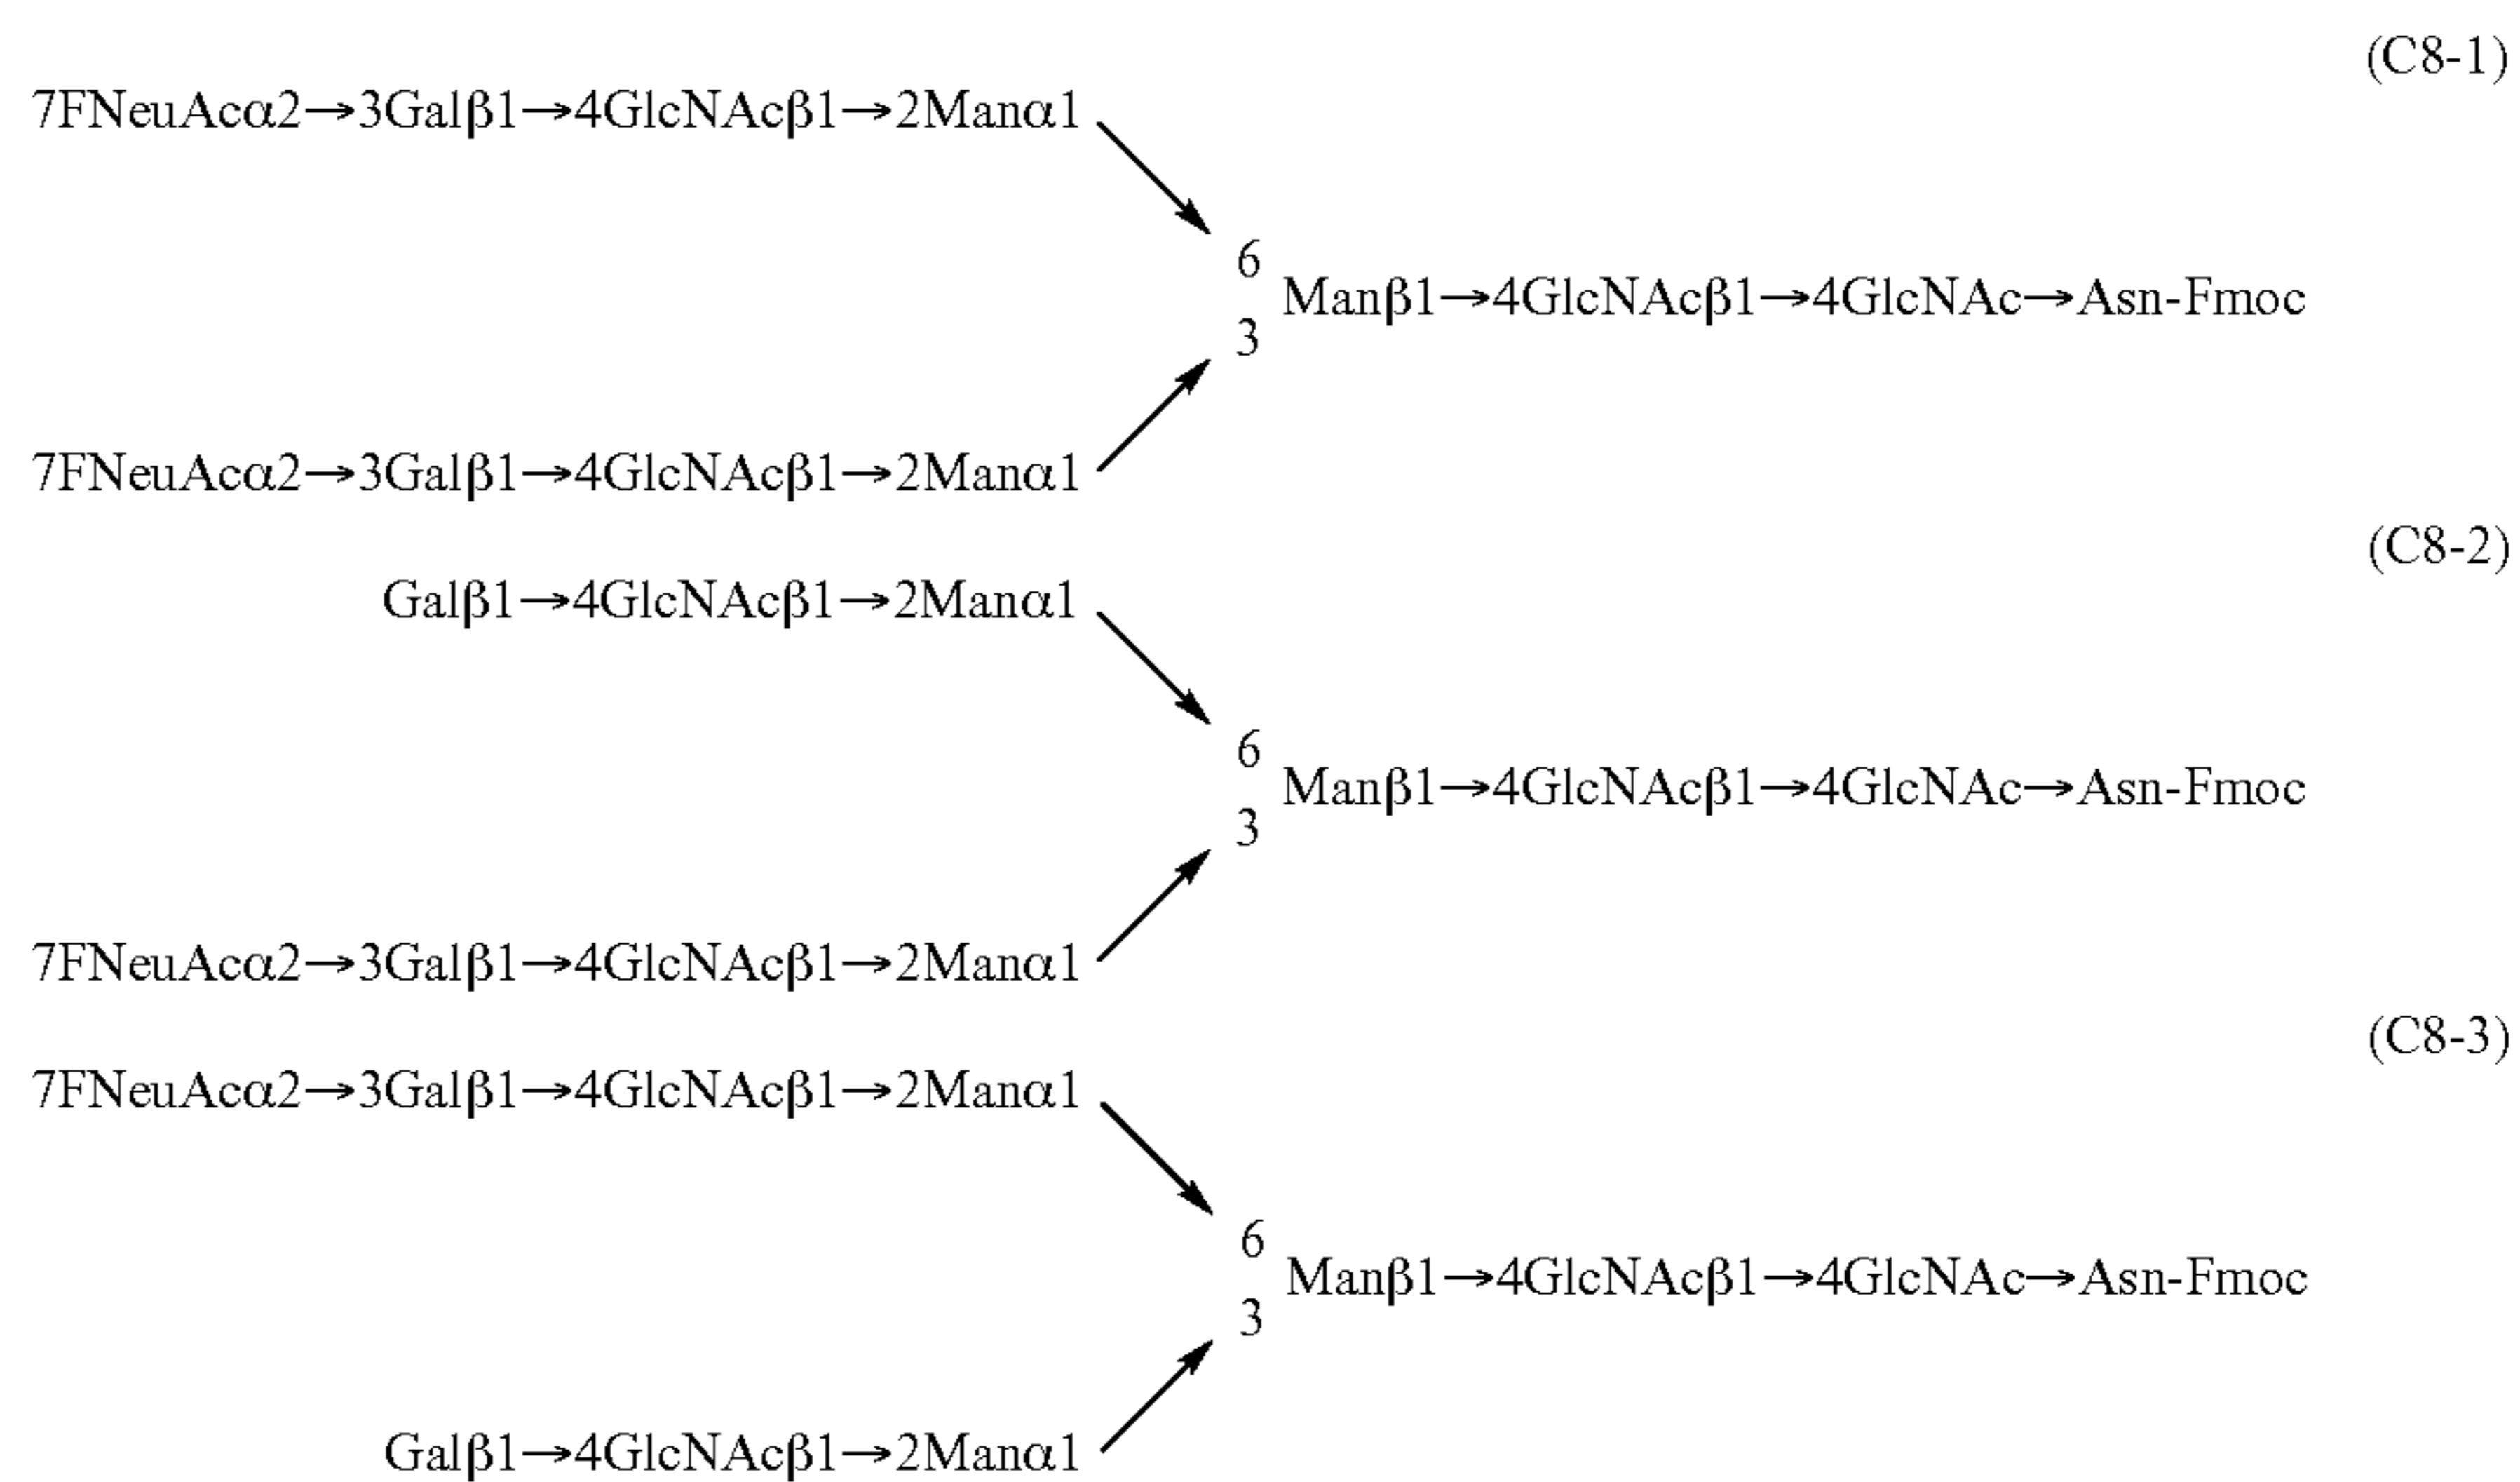 (C8-1)
7FNeuAcα2→3Galβ1→4GlcNAcβ1→2Manα1
6
Manβ1→4GlcNAcβ1→4GlcNAc→Asn-Fmoc
3
7FNeuAcα2→3Galβ1→4GlcNAcβ1→2Manα1
(C8-2)
Galβ1→4GlcNAcβ1→2Manα1
6
Manβ1→4GlcNAcβ1→4GlcNAc→Asn-Fmoc
3
7FNeuAcα2→3Galβ1→4GlcNAcβ1→2Manα1
(C8-3)
7FNeuAcα2→3Galβ1→4GlcNAcβ1→2Manα1
6
Manβ1→4GlcNAcβ1→4GlcNAc→Asn-Fmoc
3
Galβ1→4GlcNAcβ1→2Manα1